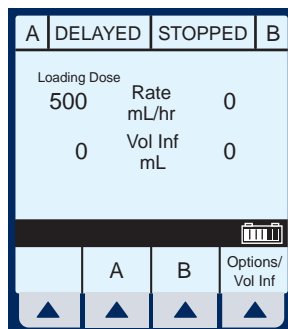 A DELAYED STOPPED B
Loading Dose
500 Rate mL/hr 0
0 Vol Inf mL 0
A B Options/
Vol Inf